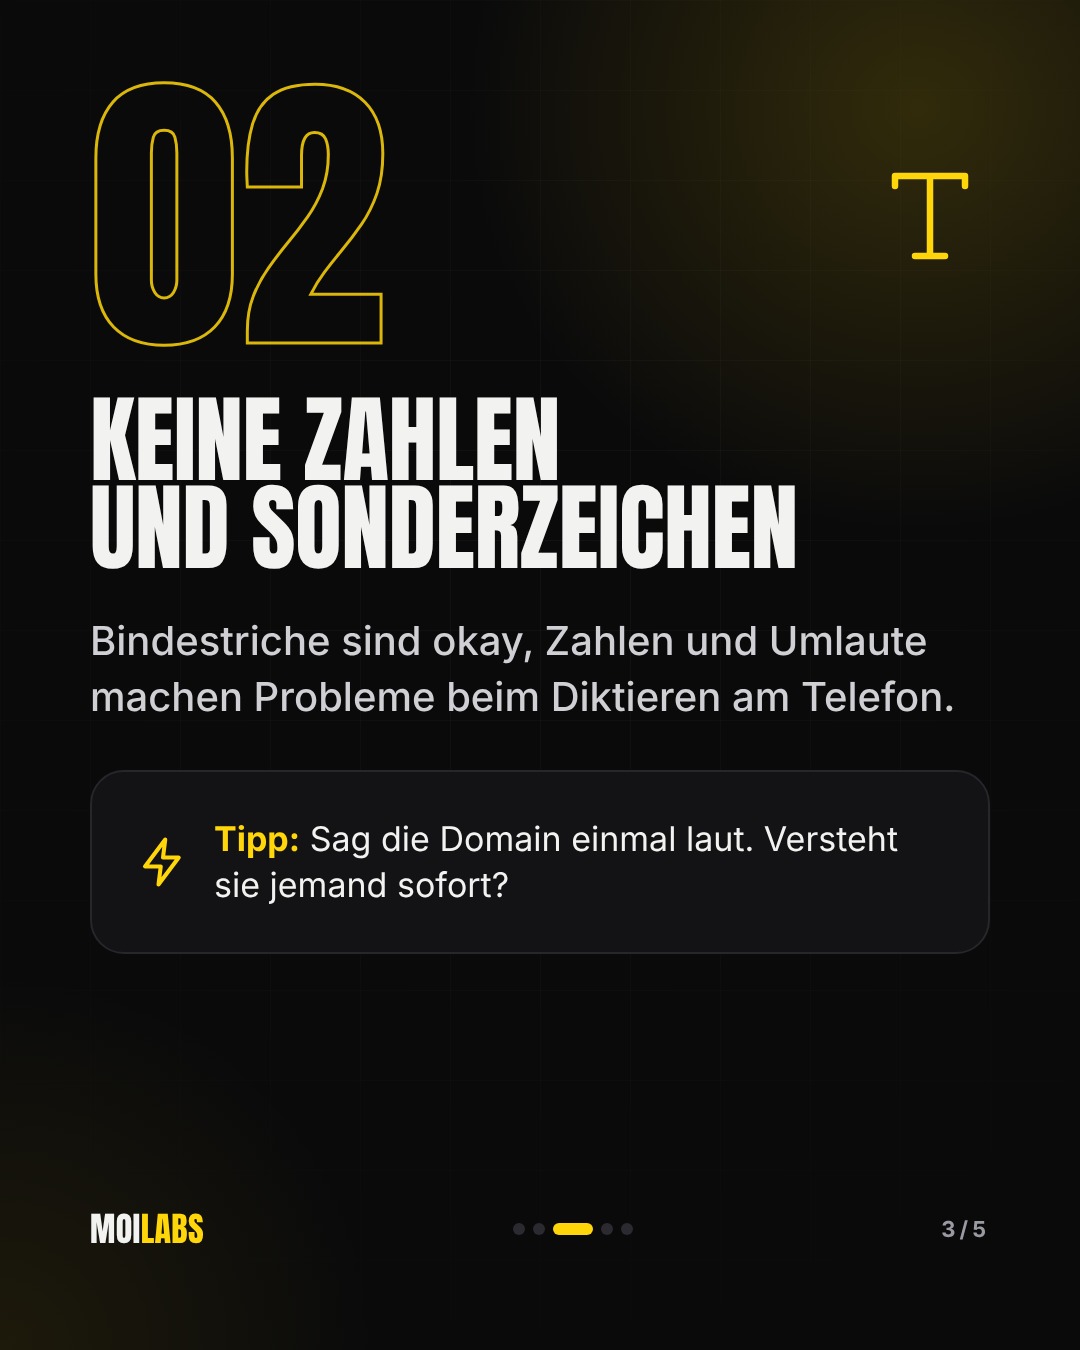 02
KEINE ZAHLEN
UND SONDERZEICHEN
Bindestriche sind okay, Zahlen und Umlaute
machen Probleme beim Diktieren am Telefon.
Tipp: Sag die Domain einmal laut. Versteht
sie jemand sofort?
MOILABS
3/5